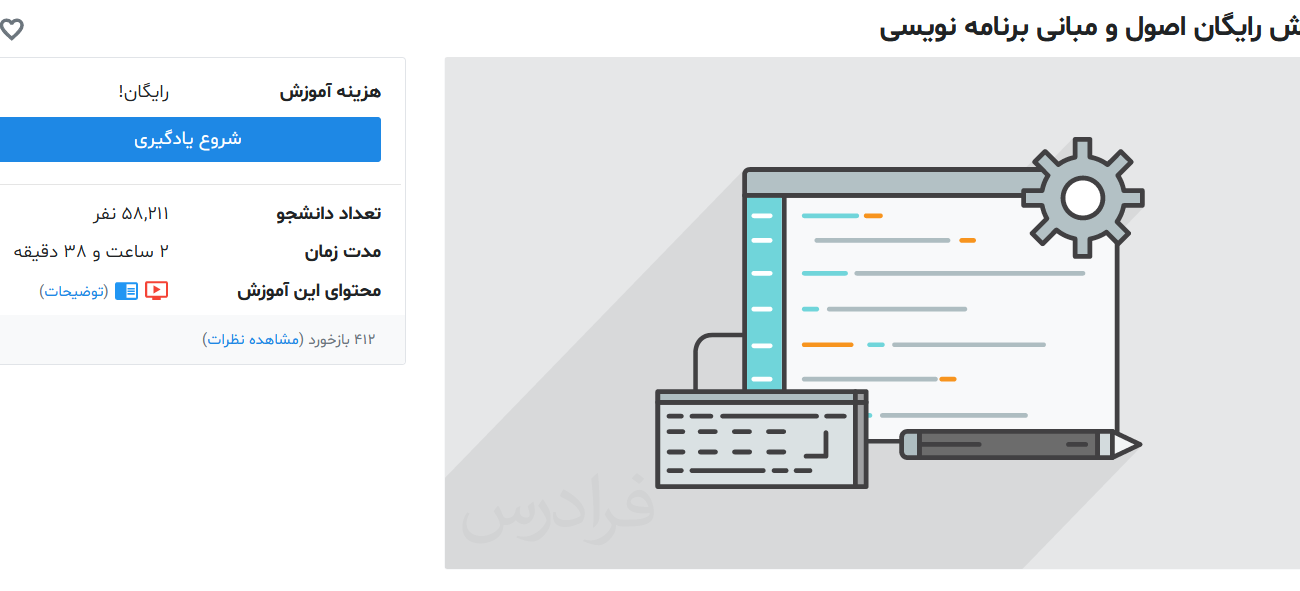 رایگان اصول و مبانی برنامه نویسی
فرادرس
هزینه آموزش رایگان!
شروع یادگیری
تعداد دانشجو ۵۸,۲۱۱ نفر
مدت زمان ۲ ساعت و ۳۸ دقیقه
محتوای این آموزش (توضیحات)
۴۱۲ بازخورد (مشاهده نظرات)